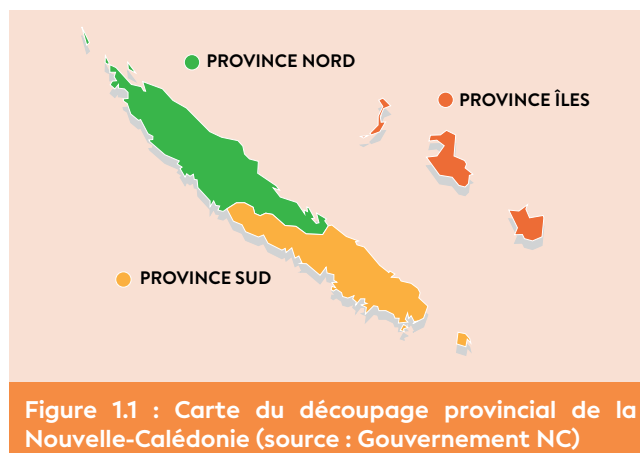 PROVINCE NORD
PROVINCE ÎLES
PROVINCE SUD
Figure 1.1 : Carte du découpage provincial de la
Nouvelle-Calédonie (source : Gouvernement NC)